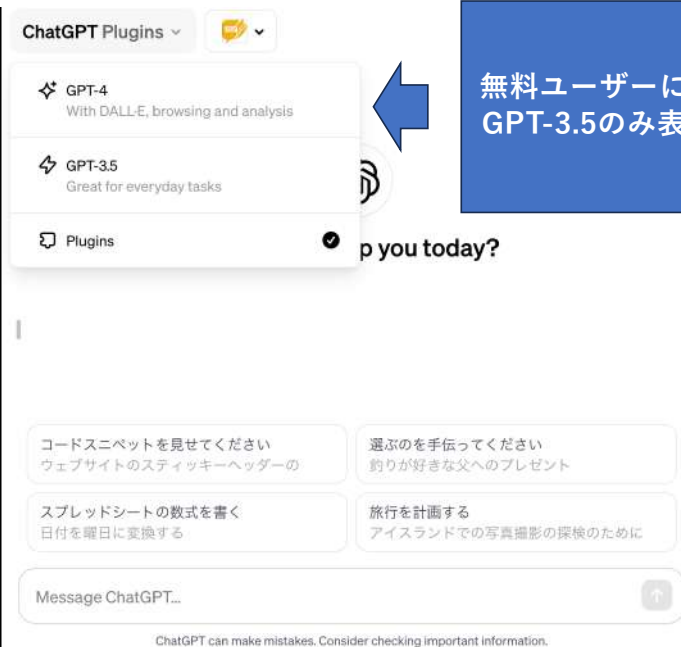 ChatGPT Plugins
GPT-4
With DALL·E, browsing and analysis
無料ユーザーに
GPT-3.5のみ表
GPT-3.5
Great for everyday tasks
Plugins
p you today?
コードスニペットを見せてください
ウェブサイトのスティッキーヘッダーの
選ぶのを手伝ってください
釣りが好きな父へのプレゼント
スプレッドシートの数式を書く
日付を曜日に変換する
旅行を計画する
アイスランドでの写真撮影の探検のために
Message ChatGPT...
ChatGPT can make mistakes. Consider checking important information.